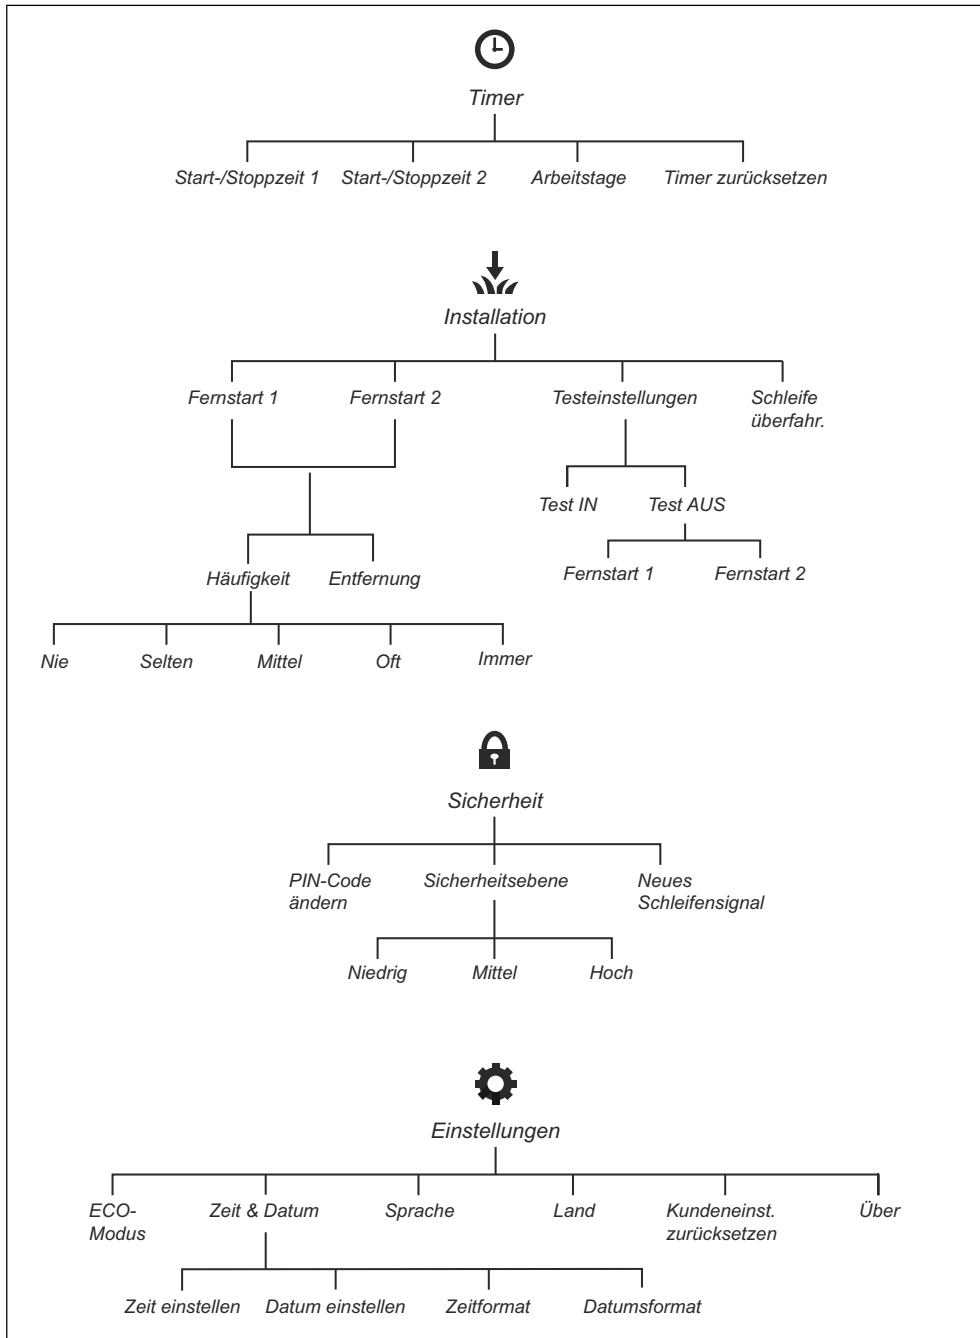 Timer
Start-/Stoppzeit 1
Start-/Stoppzeit 2
Arbeitstage
Timer zurücksetzen
Installation
Fernstart 1
Fernstart 2
Testeinstellungen
Schleife
überfahr.
Test IN
Test AUS
Fernstart 1
Fernstart 2
Häufigkeit
Entfernung
Nie
Selten
Mittel
Oft
Immer
Sicherheit
PIN-Code
ändern
Sicherheitsebene
Neues
Schleifensignal
Niedrig
Mittel
Hoch
Einstellungen
ECO-
Modus
Zeit & Datum
Sprache
Land
Kundeneinst.
zurücksetzen
Über
Zeit einstellen
Datum einstellen
Zeitformat
Datumsformat